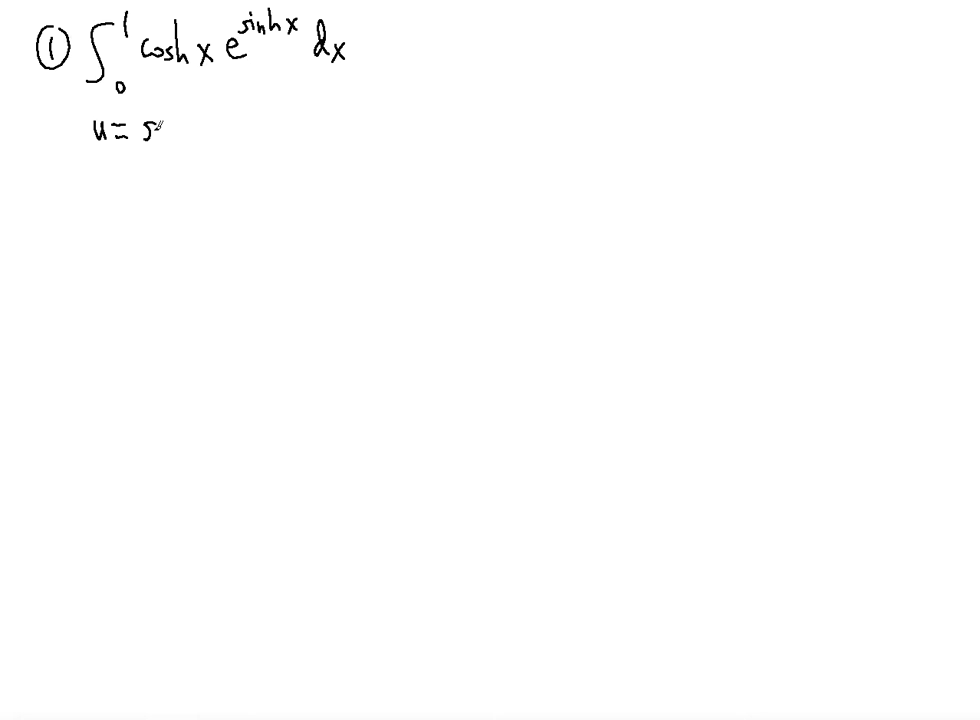 ① ∫₀¹ cosh x e^{sinh x} dx
u = s